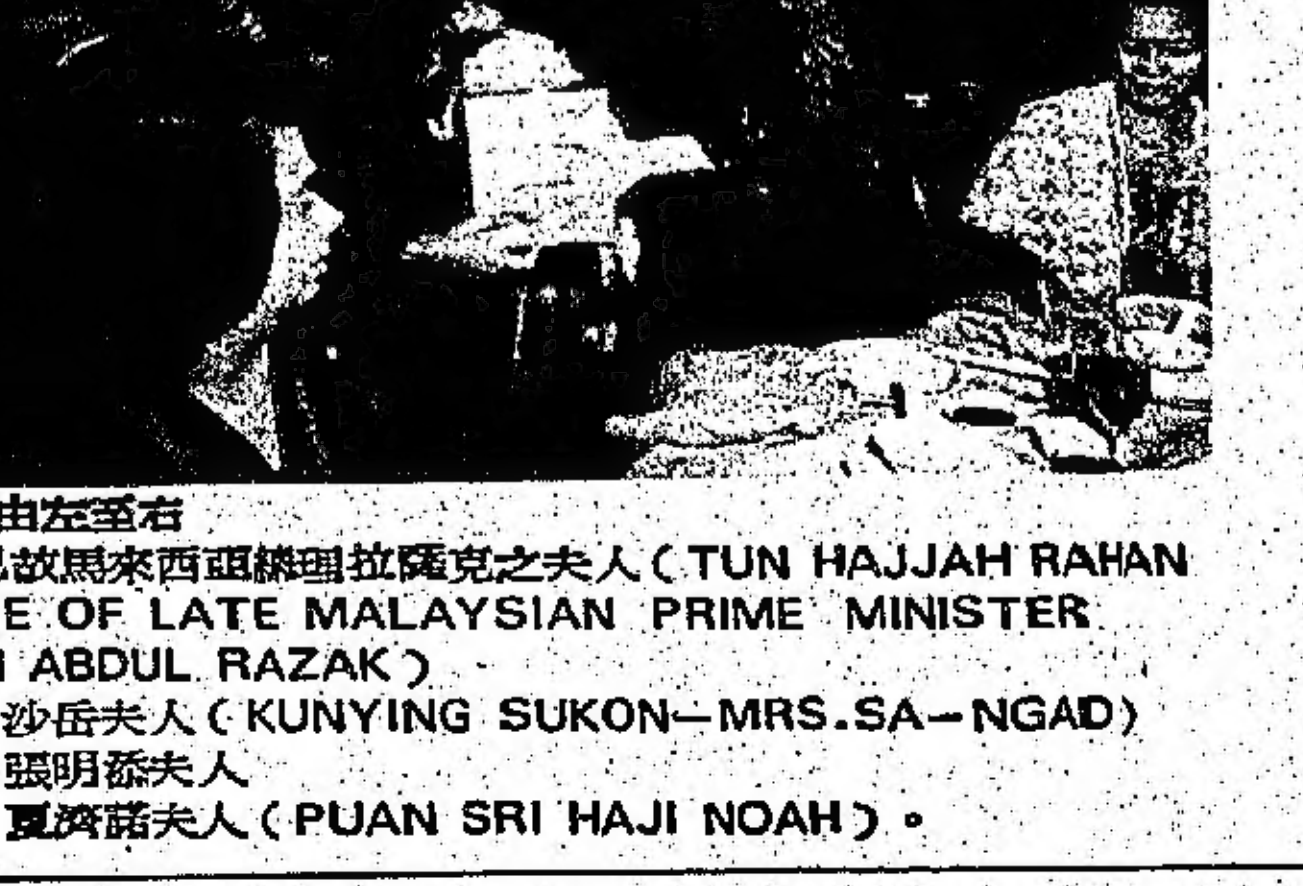 由左至右
已故馬來西亞總理拉薩克之夫人(TUN HAJJAH RAHAN
E OF LATE MALAYSIAN PRIME MINISTER
ABDUL RAZAK)
沙岳夫人(KUNYING SUKON—MRS.SA—NGAD)
張明添夫人
夏濟諾夫人(PUAN SRI HAJI NOAH)。